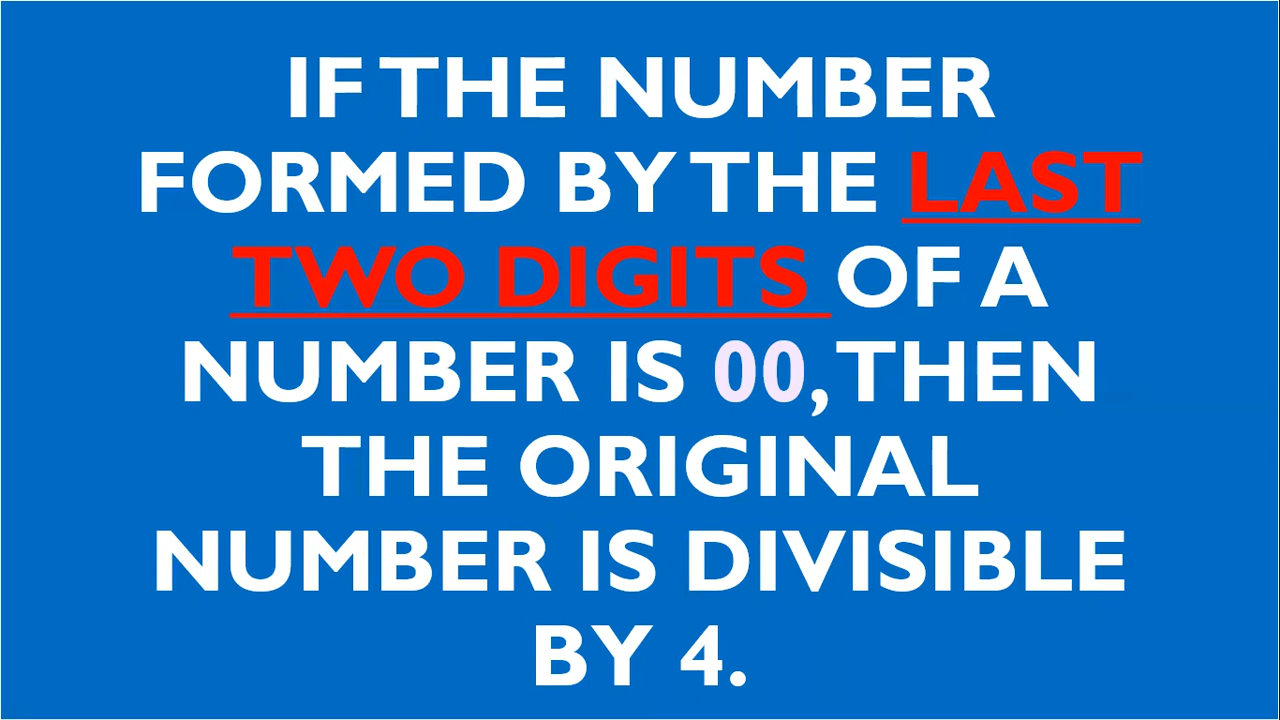 IF THE NUMBER
FORMED BY THE LAST
TWO DIGITS OF A
NUMBER IS 00, THEN
THE ORIGINAL
NUMBER IS DIVISIBLE
BY 4.